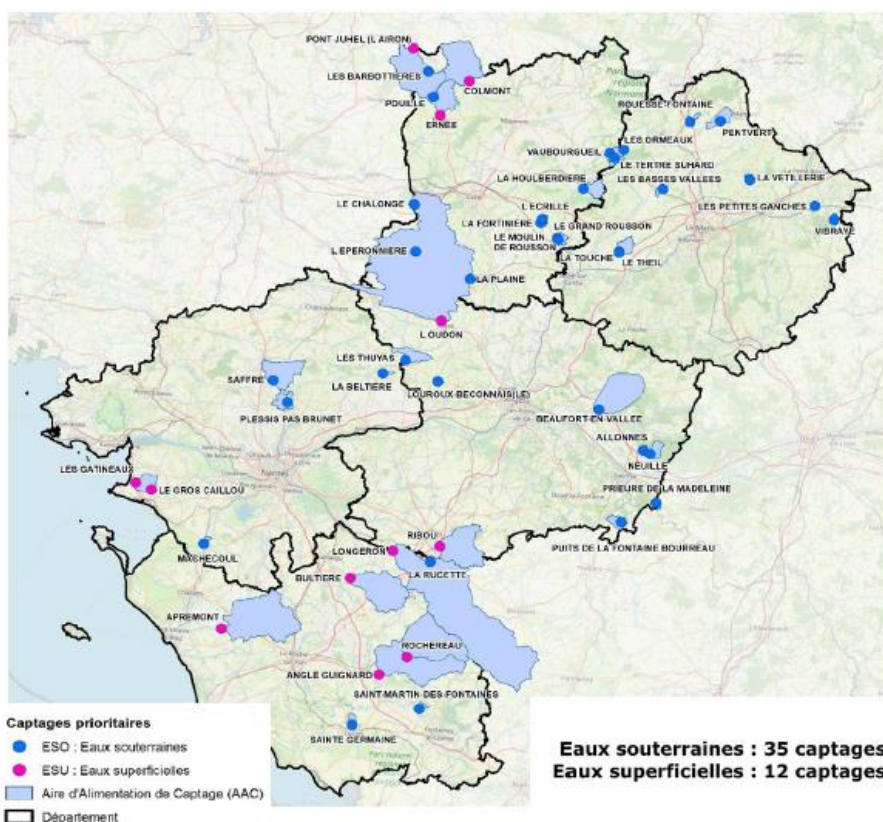 PONT JUHEL (L AIRON)
LES BARBOTTIERES
COLMONT
POUILLE
ERNEE
ROUESSE-FONTAINE
PENTVERT
LES ORMEAUX
VAUBOURGUEIL
LE TERTRE SUHARD
LA HOULBERDIERE
LES BASSES VALLEES
LA VETILLERIE
LE CHALONGE
L ECRILLE
LES PETITES GANCHES
LA FORTINIERE
LE GRAND ROUSSON
VIBRAYE
LE MOULIN
DE ROUSSON
L EPERONNIERE
LA TOUCHE
LE THEIL
LA PLAINE
L OUDON
LES THUYAS
SAFFRE
LA BELTIERE
LOUROUX-BECONNAIS(LE)
PLESSIS PAS BRUNET
BEAUFORT-EN-VALLEE
ALLONNES
NEUILLE
LES GATINEAUX
LE GROS CAILLOU
PRIEURE DE LA MADELEINE
MACHECOUL
RIBOU
LONGERON
PUITS DE LA FONTAINE BOURREAU
LA RUCETTE
BULTIERE
APREMONT
ROCHEREAU
ANGLE GUIGNARD
SAINT-MARTIN-DES-FONTAINES
SAINTE GERMAINE
Captages prioritaires
ESO : Eaux souterraines
ESU : Eaux superficielles
Aire d'Alimentation de Captage (AAC)
Département
Eaux souterraines : 35 captages
Eaux superficielles : 12 captages